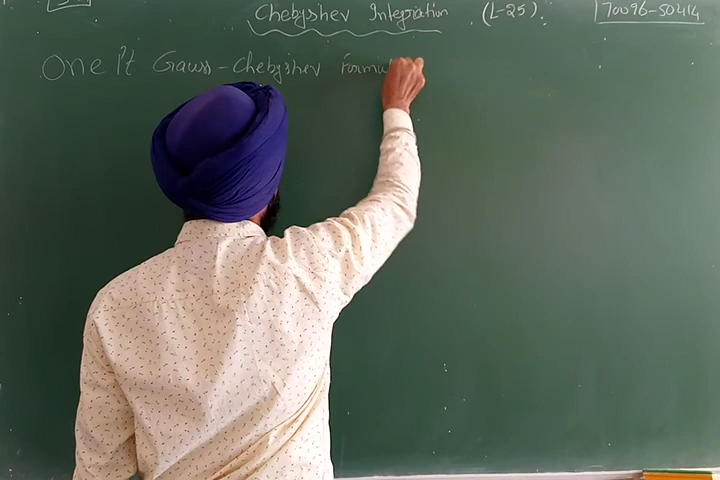 Chebyshev Integration (L-25). 70096-50414
One Pt Gauss-Chebyshev Formu